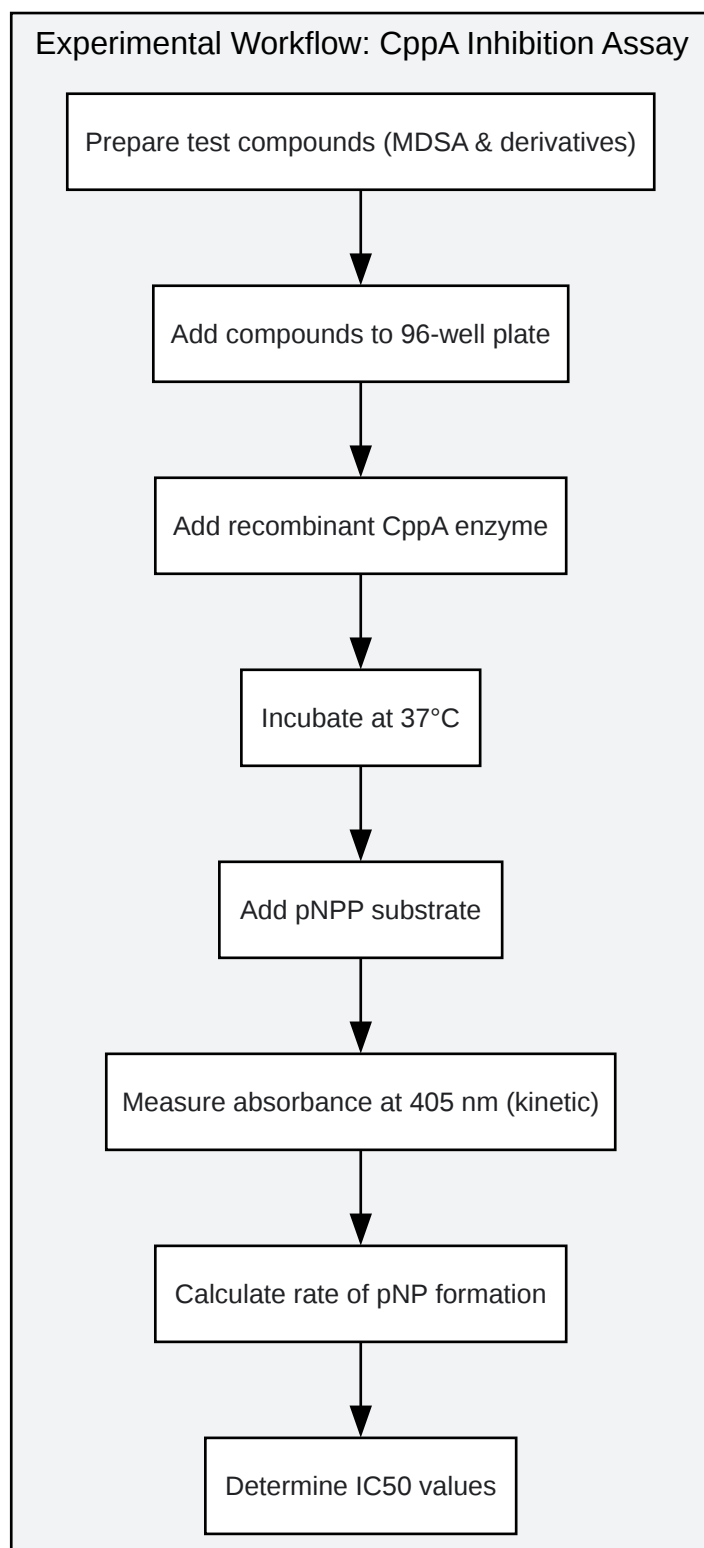 Experimental Workflow: CppA Inhibition Assay
Prepare test compounds (MDSA & derivatives)
Add compounds to 96-well plate
Add recombinant CppA enzyme
Incubate at 37°C
Add pNPP substrate
Measure absorbance at 405 nm (kinetic)
Calculate rate of pNP formation
Determine IC50 values